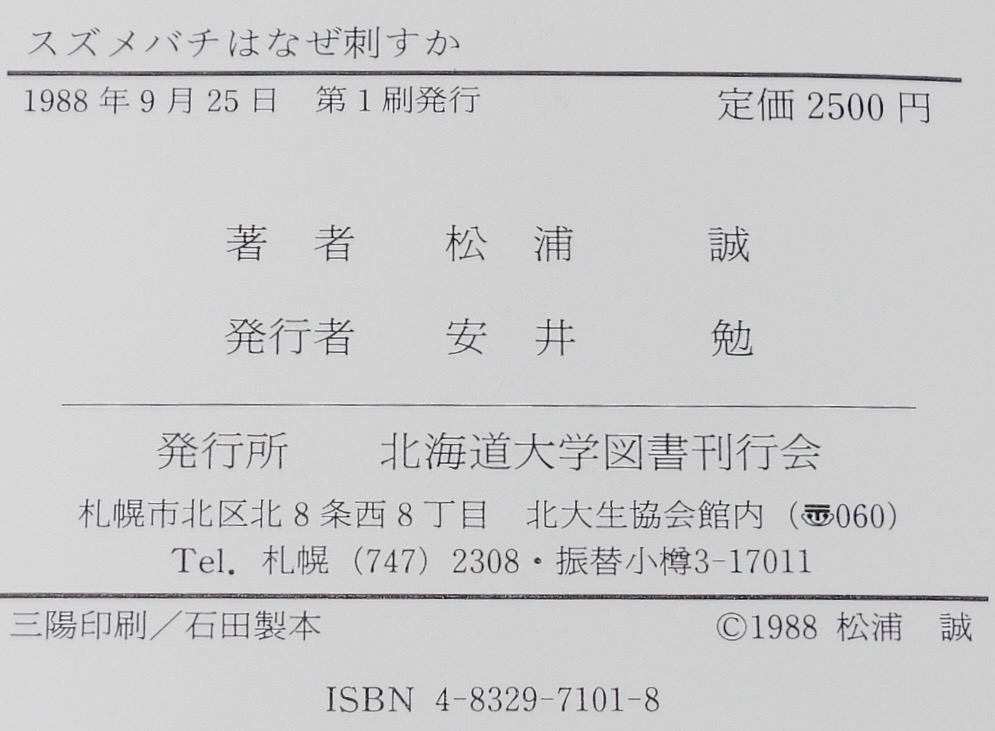 スズメバチはなぜ刺すか
1988年9月25日　第1刷発行　定価2500円
著　者　松　浦　誠
発行者　安　井　勉
発行所　北海道大学図書刊行会
札幌市北区北8条西8丁目　北大生協会館内（〠060）
Tel. 札幌（747）2308・振替小樽3-17011
三陽印刷／石田製本　©1988 松浦　誠
ISBN 4-8329-7101-8